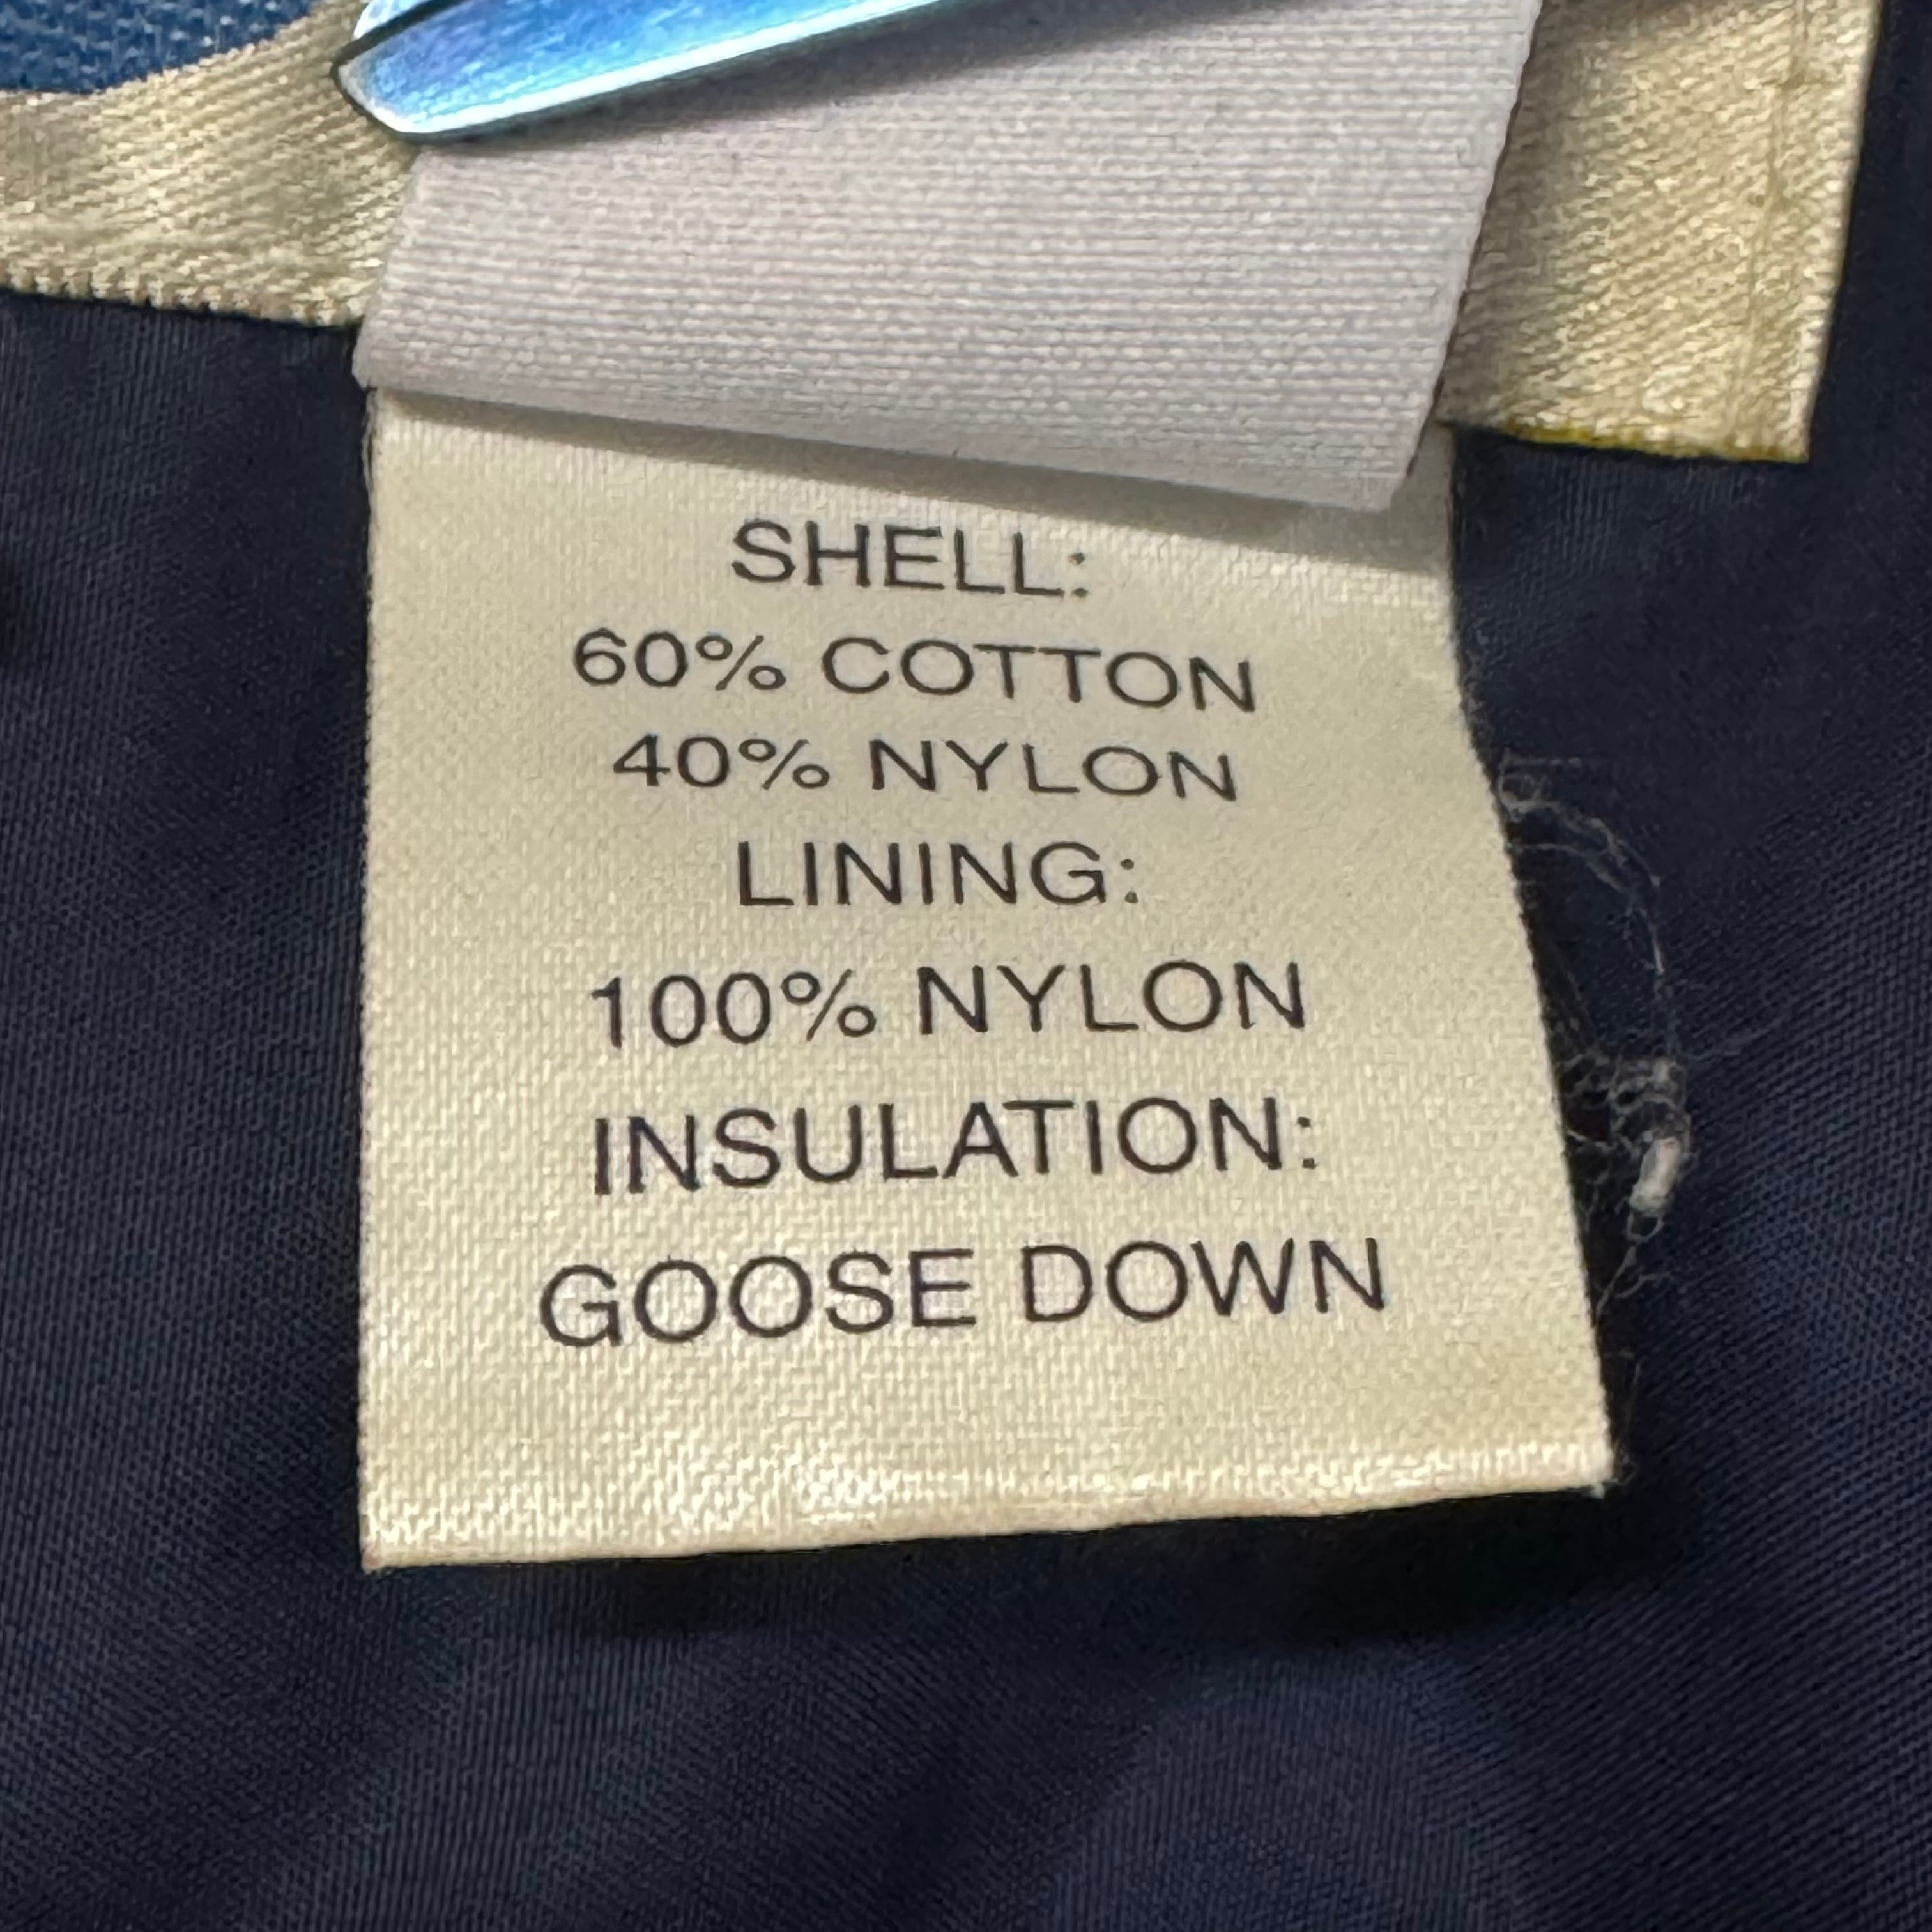 SHELL:
60% COTTON
40% NYLON
LINING:
100% NYLON
INSULATION:
GOOSE DOWN